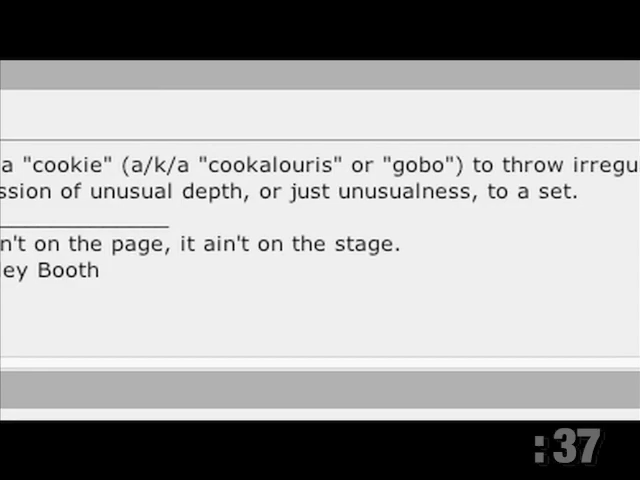 a "cookie" (a/k/a "cookalouris" or "gobo") to throw irregu
ssion of unusual depth, or just unusualness, to a set.
n't on the page, it ain't on the stage.
ley Booth
:37